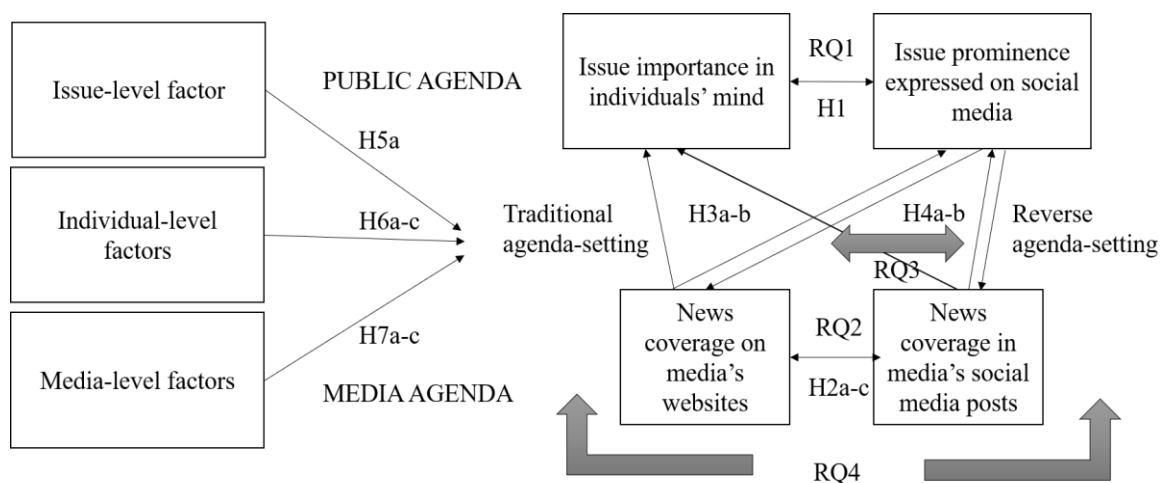 Issue-level factor
Individual-level
factors
Media-level factors
PUBLIC AGENDA
H5a
H6a-c
H7a-c
MEDIA AGENDA
Issue importance in
individuals’ mind
RQ1
H1
Issue prominence
expressed on social
media
Traditional
agenda-setting
H3a-b
H4a-b
Reverse
agenda-setting
RQ3
News
coverage on
media’s
websites
RQ2
H2a-c
News
coverage in
media’s social
media posts
RQ4